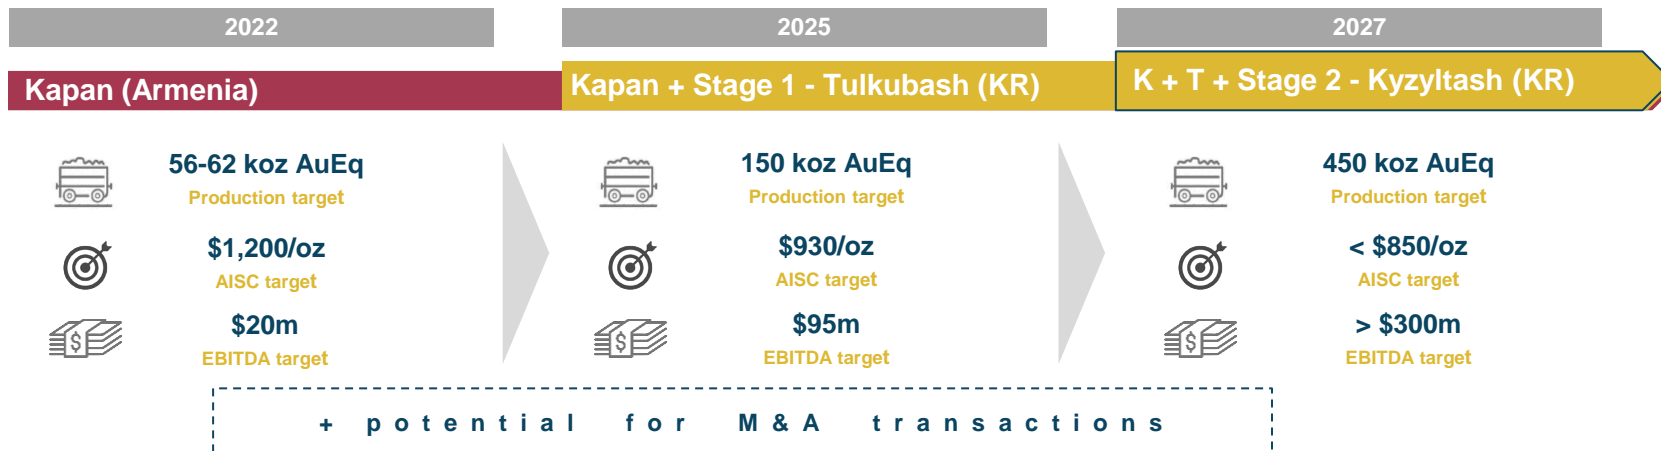 2022
2025
2027
Kapan (Armenia)
Kapan + Stage 1 - Tulkubash (KR)
K + T + Stage 2 - Kyzyltash (KR)
56-62 koz AuEq
Production target
$1,200/oz
AISC target
$20m
EBITDA target
150 koz AuEq
Production target
$930/oz
AISC target
$95m
EBITDA target
450 koz AuEq
Production target
< $850/oz
AISC target
> $300m
EBITDA target
+ potential for M&A transactions